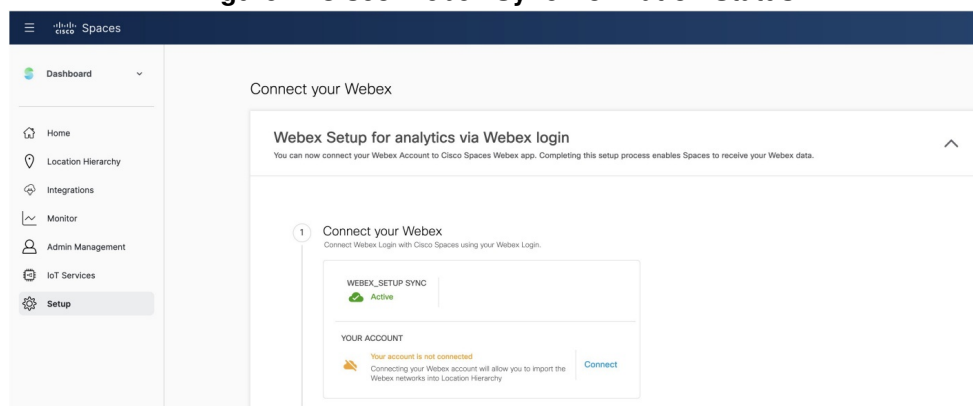 cisco Spaces
Dashboard
Home
Location Hierarchy
Integrations
Monitor
Admin Management
IoT Services
Setup
Connect your Webex
Webex Setup for analytics via Webex login
You can now connect your Webex Account to Cisco Spaces Webex app. Completing this setup process enables Spaces to receive your Webex data.
1 Connect your Webex
Connect Webex Login with Cisco Spaces using your Webex Login.
WEBEX_SETUP SYNC
Active
YOUR ACCOUNT
Your account is not connected
Connecting your Webex account will allow you to import the
Webex networks into Location Hierarchy
Connect